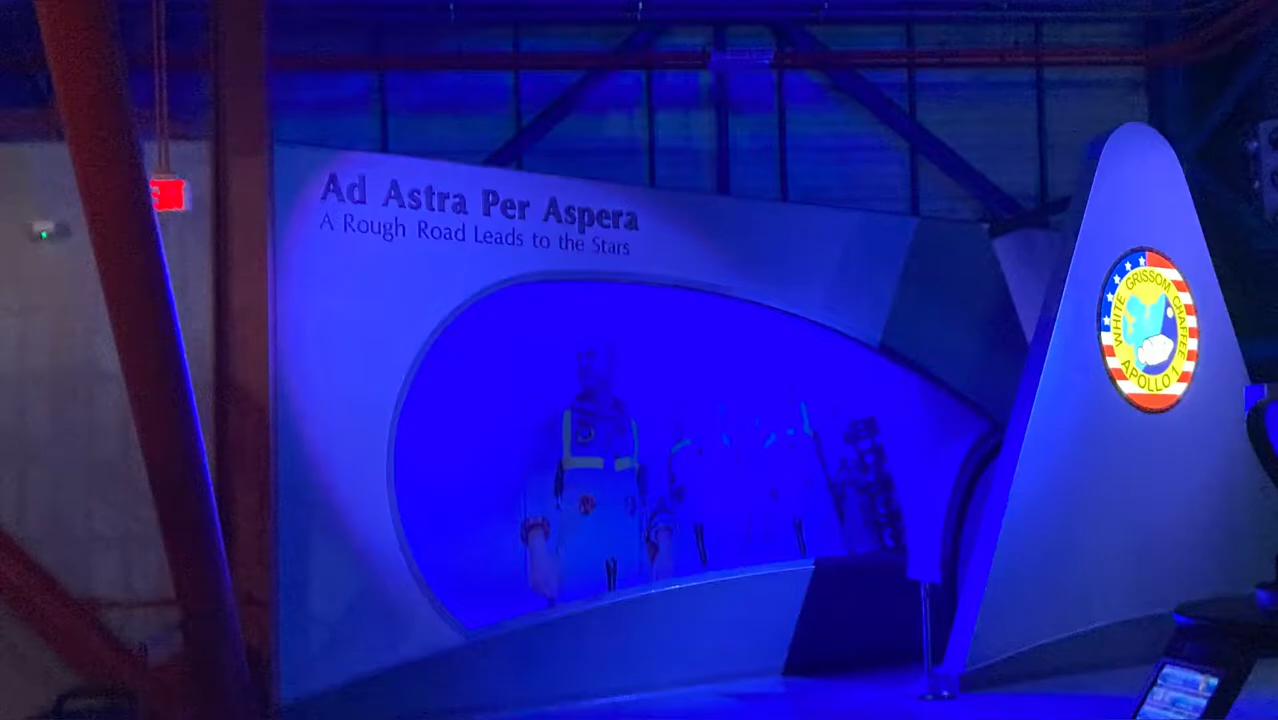 Ad Astra Per Aspera
A Rough Road Leads to the Stars
WHITE GRISSOM CHAFFEE
APOLLO 1